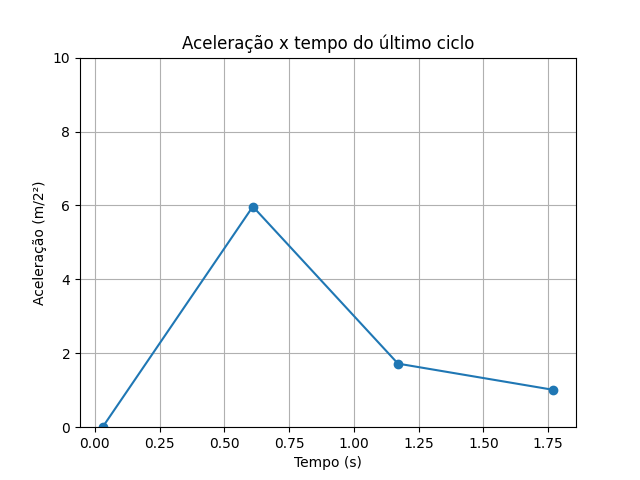 Aceleração x tempo do último ciclo
10
8
6
4
2
0
Aceleração (m/2²)
0.00 0.25 0.50 0.75 1.00 1.25 1.50 1.75
Tempo (s)